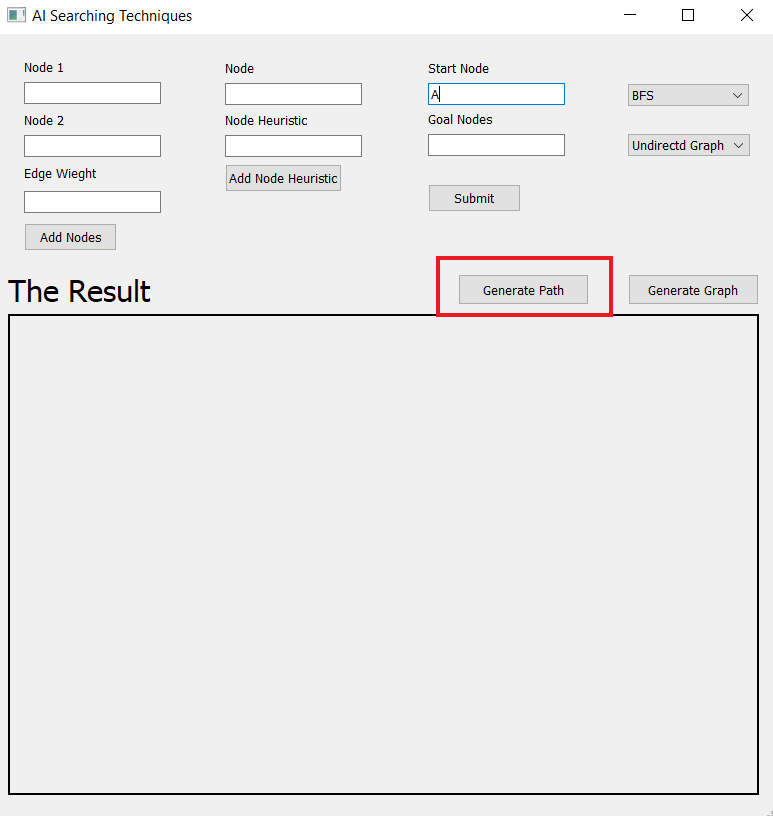 AI Searching Techniques
Node 1
Node
Start Node
A
BFS
Node 2
Node Heuristic
Goal Nodes
Undirectd Graph
Edge Wieght
Add Node Heuristic
Submit
Add Nodes
The Result
Generate Path
Generate Graph